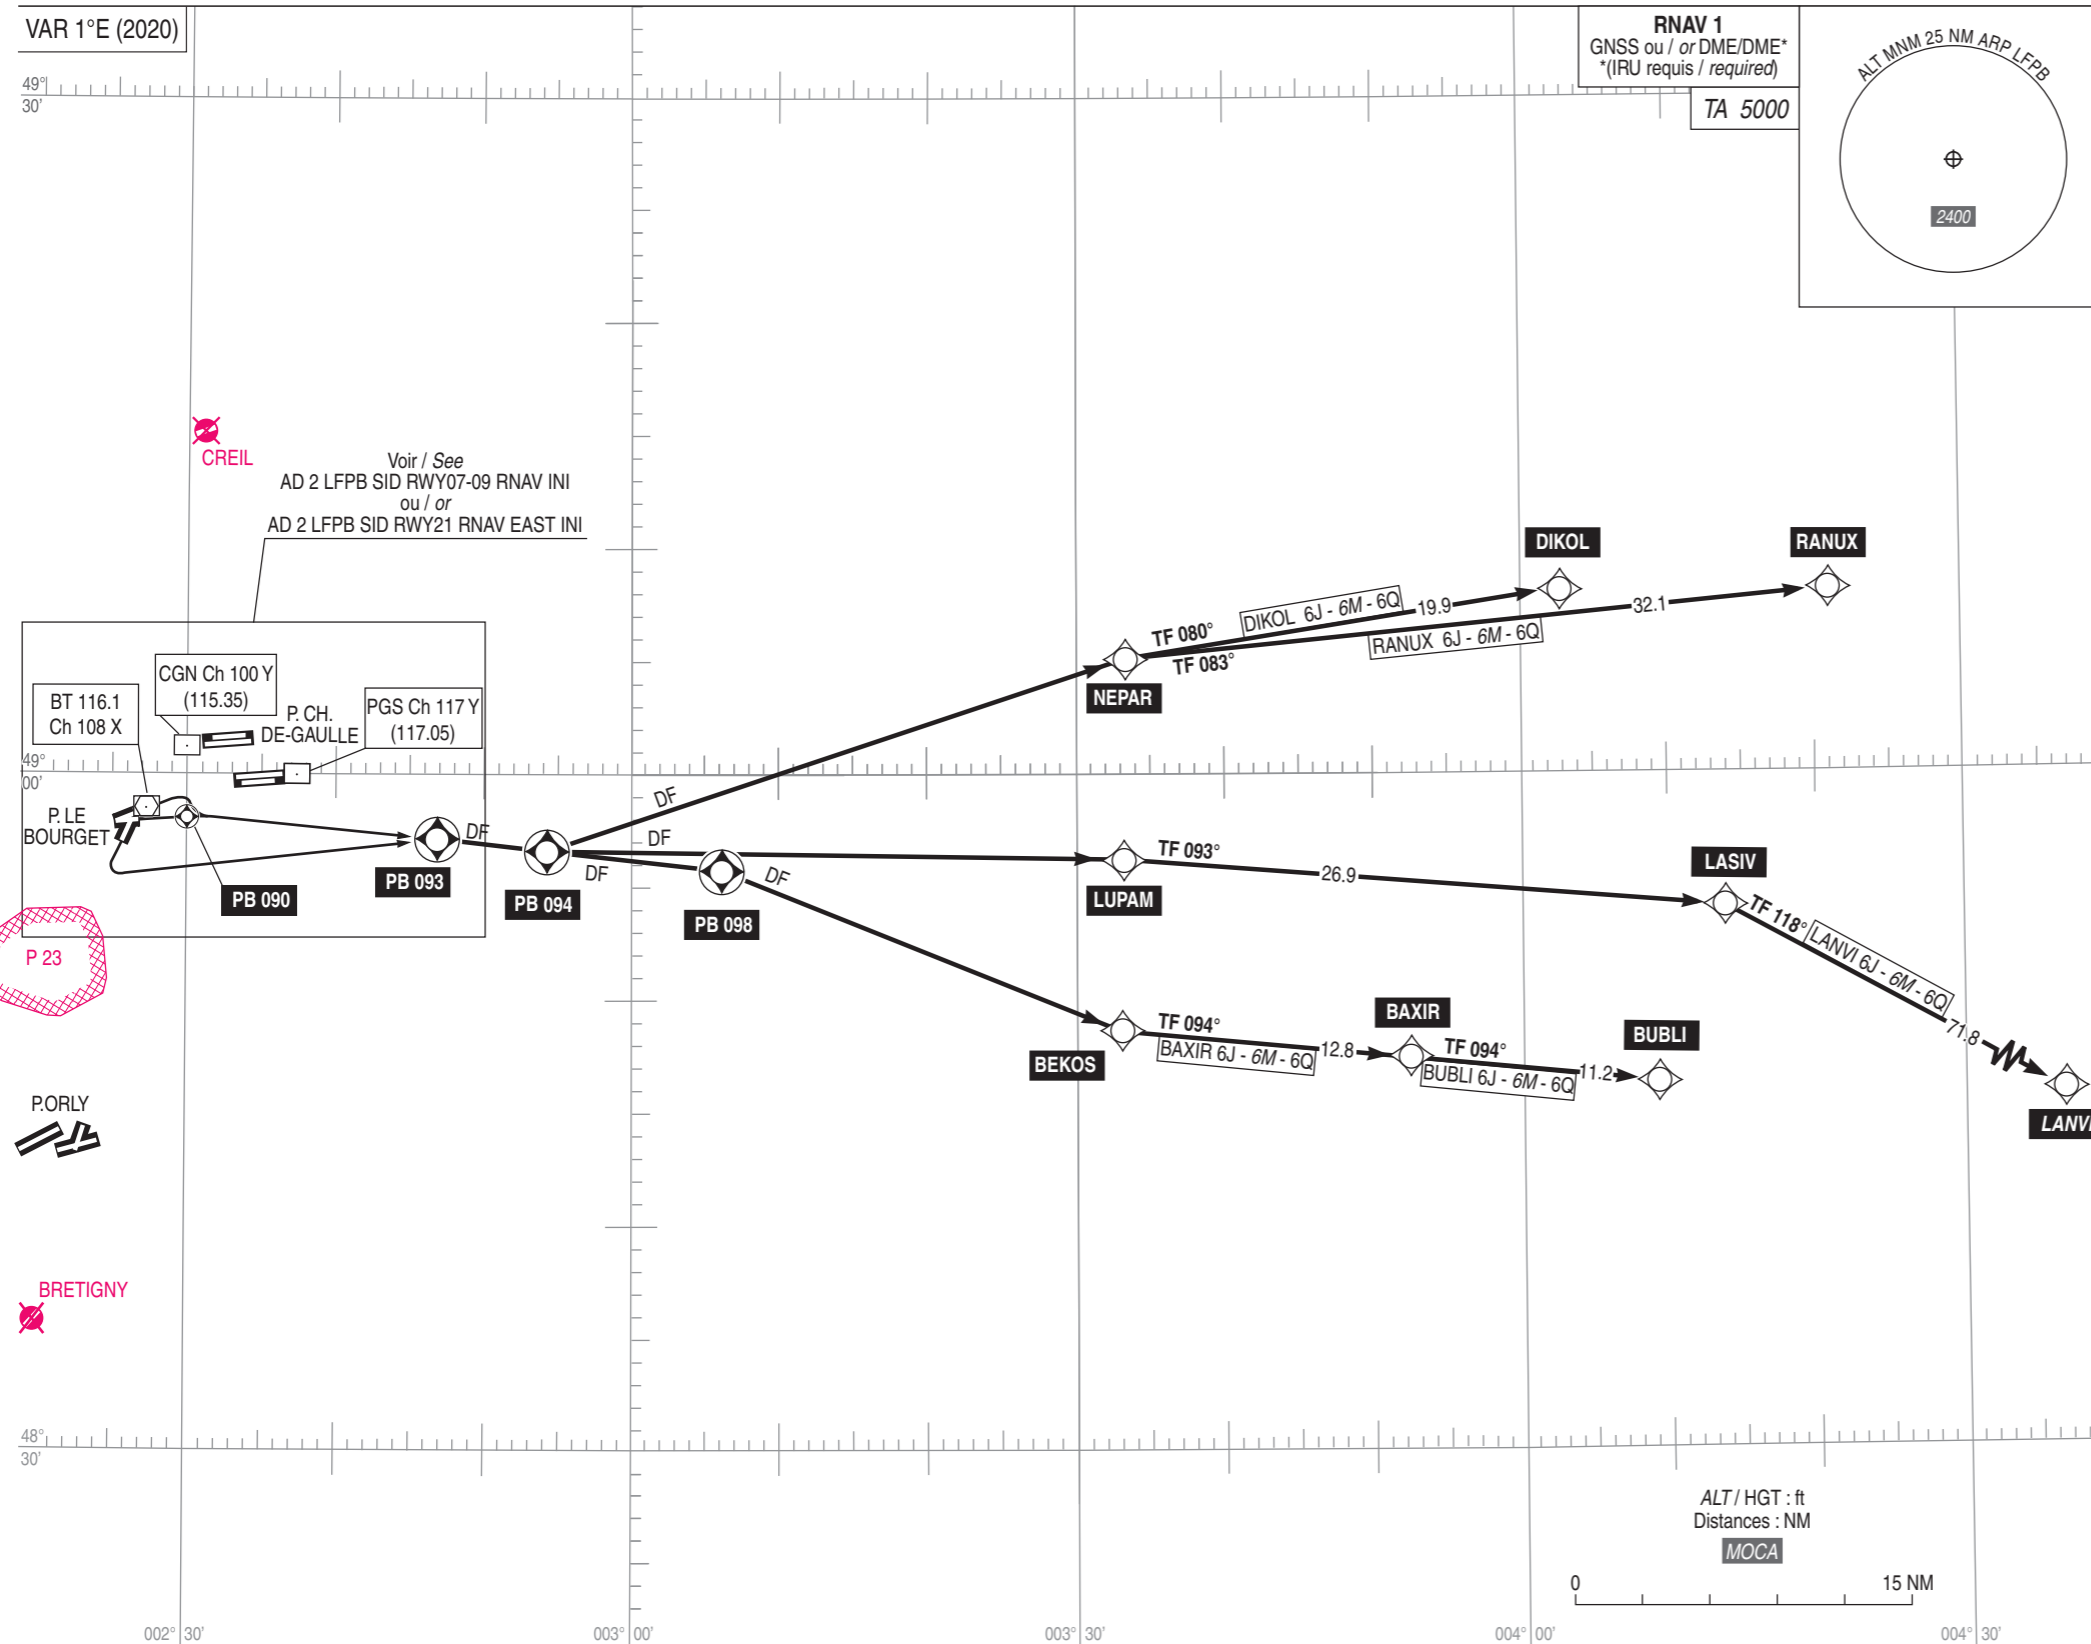 VAR 1°E (2020)
RNAV 1
GNSS ou / or DME/DME*
*(IRU requis / required)
TA 5000
ALT MNM 25 NM ARP LFPB
2400
49°
30'
CREIL
Voir / See
AD 2 LFPB SID RWY07-09 RNAV INI
ou / or
AD 2 LFPB SID RWY21 RNAV EAST INI
DIKOL
RANUX
DIKOL 6J - 6M - 6Q
19.9
32.1
TF 080°
RANUX 6J - 6M - 6Q
TF 083°
NEPAR
CGN Ch 100 Y
(115.35)
BT 116.1
Ch 108 X
P. CH.
DE-GAULLE
PGS Ch 117 Y
(117.05)
49°
00'
P. LE
BOURGET
DF
DF
DF
DF
DF
PB 090
PB 093
PB 094
PB 098
TF 093°
LUPAM
26.9
LASIV
TF 118°
LANVI 6J - 6M - 6Q
71.8
LANVI
P 23
BEKOS
TF 094°
BAXIR 6J - 6M - 6Q
12.8
BAXIR
TF 094°
BUBLI 6J - 6M - 6Q
11.2
BUBLI
P.ORLY
BRETIGNY
48°
30'
ALT / HGT : ft
Distances : NM
MOCA
0 15 NM
002° 30'
003° 00'
003° 30'
004° 00'
004° 30'